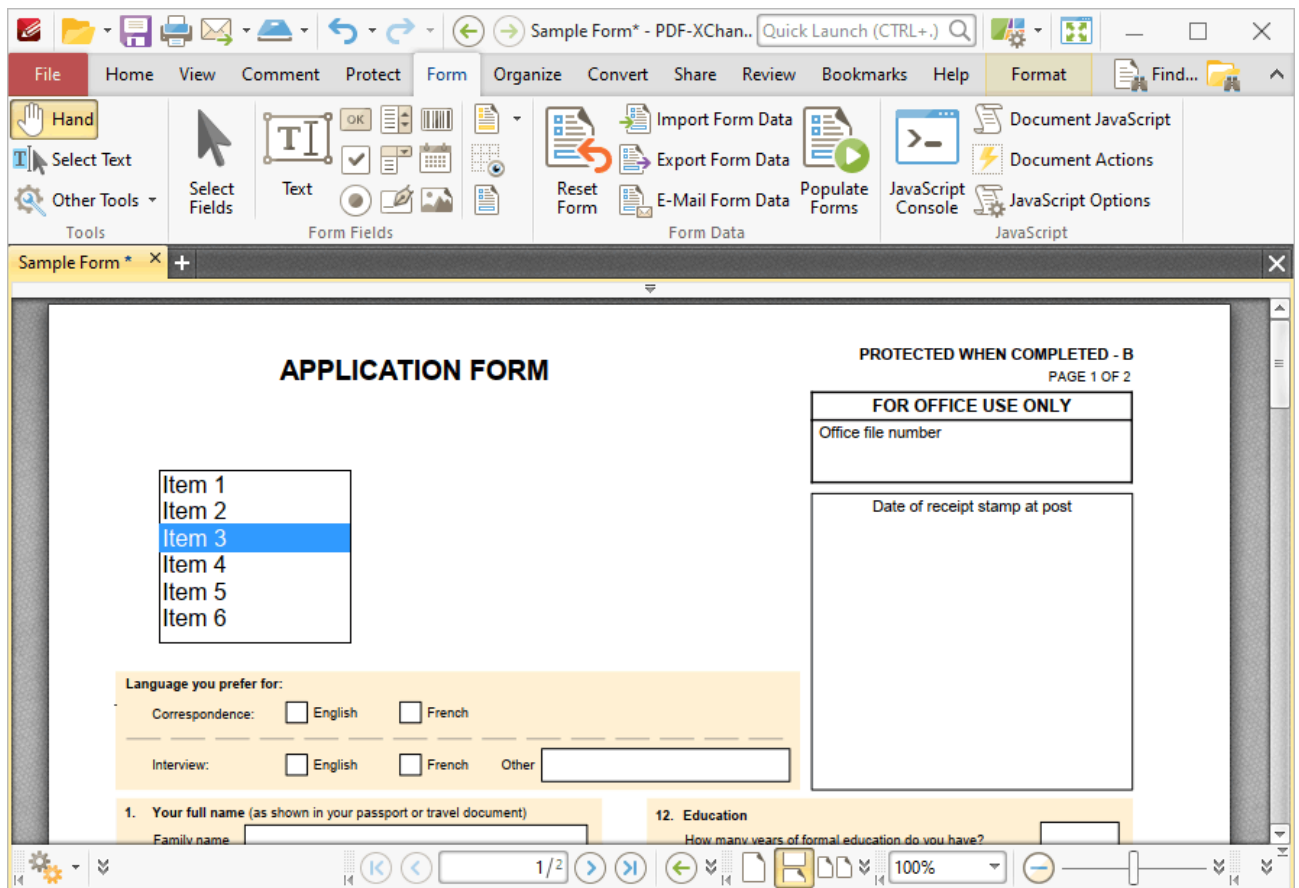 Sample Form* - PDF-XChan.. Quick Launch (CTRL+.)
File Home View Comment Protect Form Organize Convert Share Review Bookmarks Help Format Find...
Hand
Select Text
Other Tools
Tools
Select Fields
Text
OK
Form Fields
Reset Form
Import Form Data
Export Form Data
E-Mail Form Data
Populate Forms
Form Data
JavaScript Console
Document JavaScript
Document Actions
JavaScript Options
JavaScript
Sample Form *
APPLICATION FORM
PROTECTED WHEN COMPLETED - B
PAGE 1 OF 2
FOR OFFICE USE ONLY
Office file number
Date of receipt stamp at post
Item 1
Item 2
Item 3
Item 4
Item 5
Item 6
Language you prefer for:
Correspondence: English French
Interview: English French Other
1. Your full name (as shown in your passport or travel document)
Family name
12. Education
How many years of formal education do you have?
1/2
100%